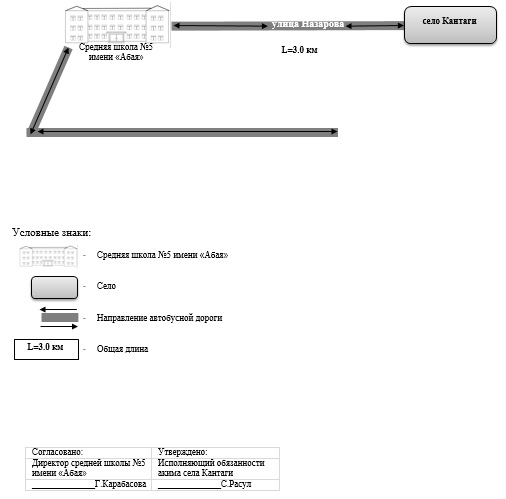 улица Назарова
село Кантаги
Средняя школа №5
имени «Абая»
L=3.0 км
Условные знаки:
- Средняя школа №5 имени «Абая»
- Село
- Направление автобусной дороги
L=3.0 км - Общая длина
Согласовано: Утверждено:
Директор средней школы №5 Исполняющий обязанности
имени «Абая» акима села Кантаги
______________Г.Карабасова ______________С.Расул